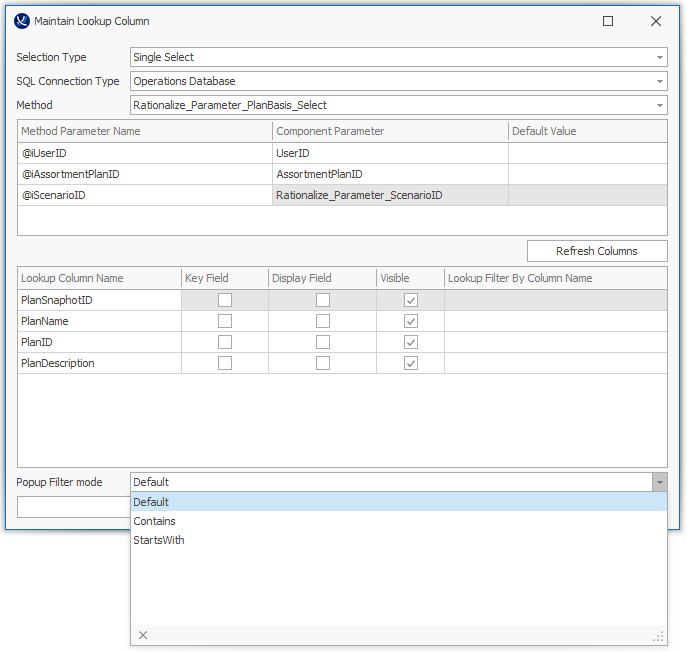 Maintain Lookup Column
Selection Type Single Select
SQL Connection Type Operations Database
Method Rationalize_Parameter_PlanBasis_Select
Method Parameter Name Component Parameter Default Value
@iUserID UserID
@iAssortmentPlanID AssortmentPlanID
@iScenarioID Rationalize_Parameter_ScenarioID
Refresh Columns
Lookup Column Name Key Field Display Field Visible Lookup Filter By Column Name
PlanSnaphotID
PlanName
PlanID
PlanDescription
Popup Filter mode Default
Default
Contains
StartsWith